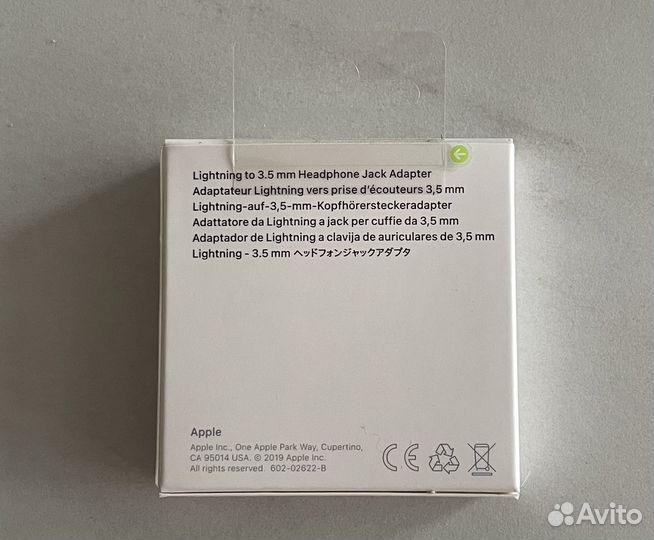 Lightning to 3.5 mm Headphone Jack Adapter
Adaptateur Lightning vers prise d’écouteurs 3,5 mm
Lightning-auf-3,5-mm-Kopfhörersteckeradapter
Adattatore da Lightning a jack per cuffie da 3,5 mm
Adaptador de Lightning a clavija de auriculares de 3,5 mm
Lightning - 3.5 mm ヘッドフォンジャックアダプタ
Apple
Apple Inc., One Apple Park Way, Cupertino,
CA 95014 USA. © 2019 Apple Inc.
All rights reserved. 602-02622-B
CE
Avito